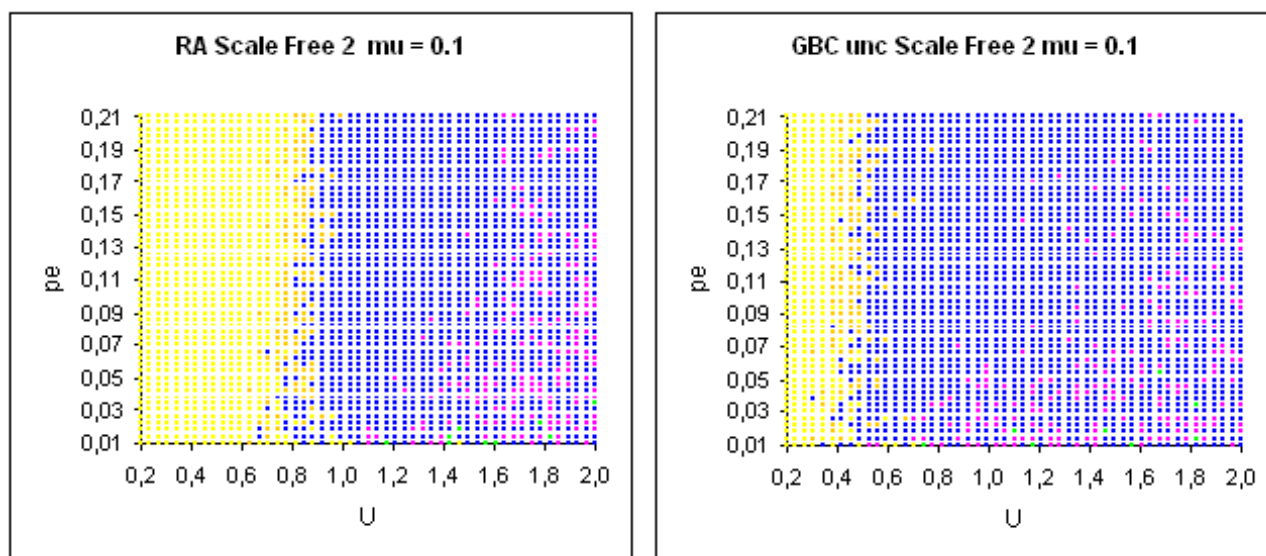 RA Scale Free 2 mu = 0.1
0,21
0,19
0,17
0,15
0,13
0,11
0,09
0,07
0,05
0,03
0,01
pe
0,2 0,4 0,6 0,8 1,0 1,2 1,4 1,6 1,8 2,0
U
GBC unc Scale Free 2 mu = 0.1
0,21
0,19
0,17
0,15
0,13
0,11
0,09
0,07
0,05
0,03
0,01
pe
0,2 0,4 0,6 0,8 1,0 1,2 1,4 1,6 1,8 2,0
U